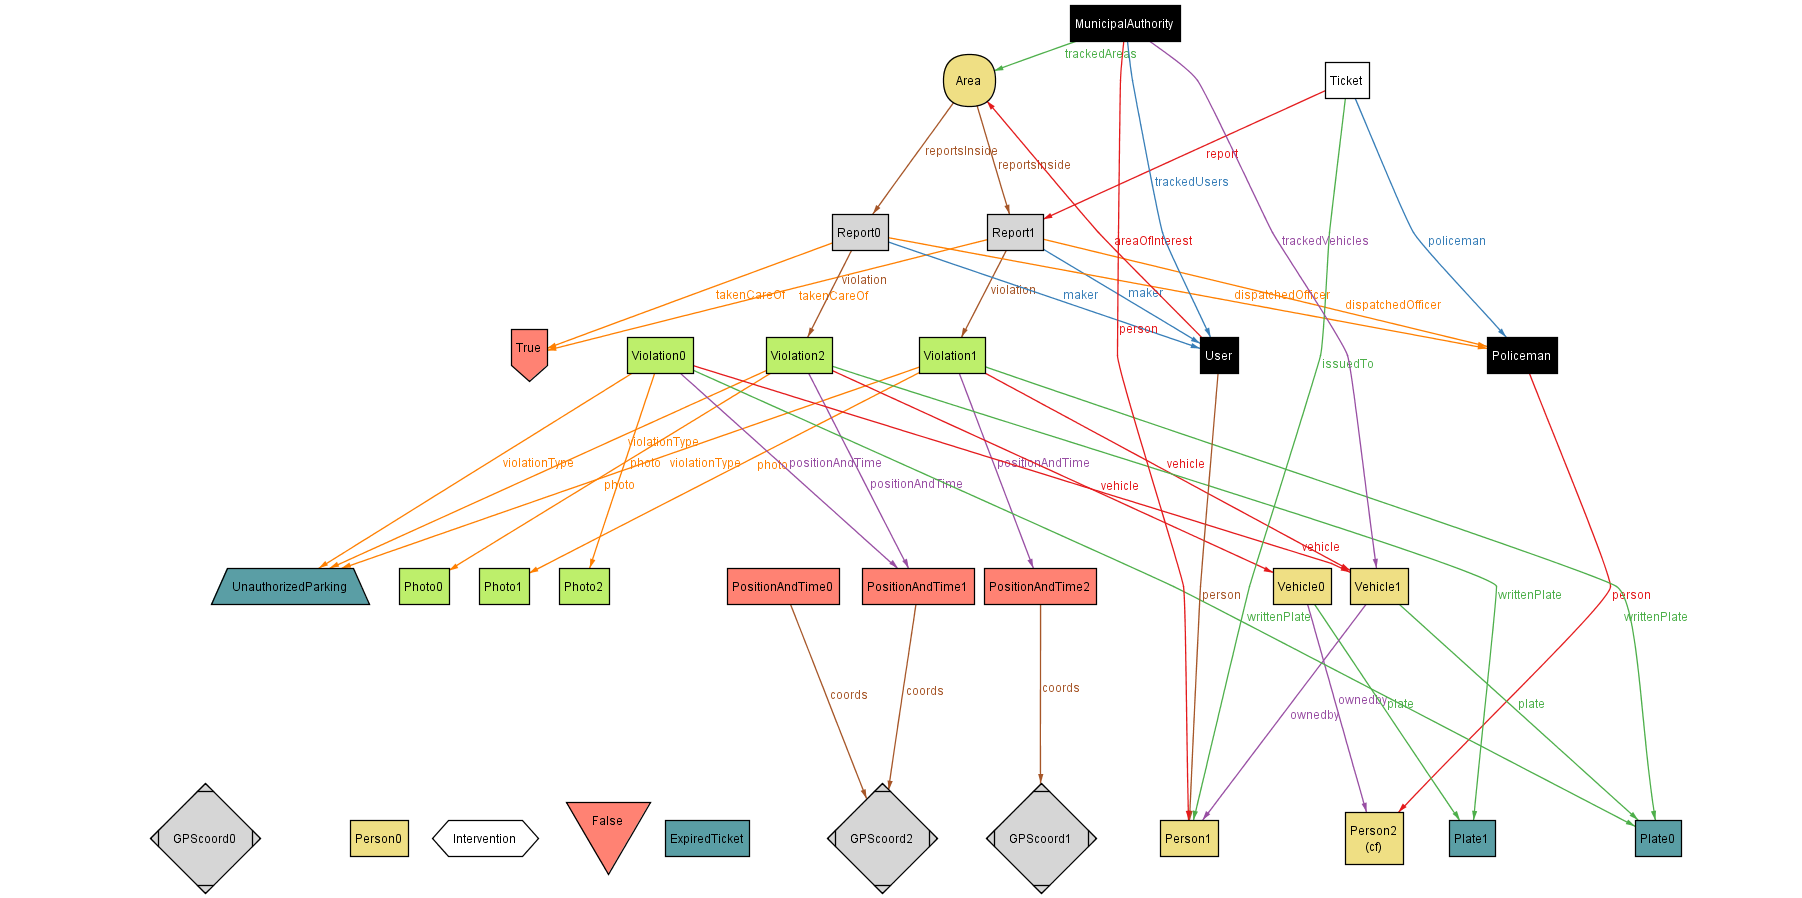 MunicipalAuthority
trackedAreas
Area
Ticket
reportsInside
report
reportsInside
trackedUsers
Report0
Report1
areaOfInterest
trackedVehicles
policeman
violation
violation
takenCareOf
takenCareOf
maker
maker
dispatchedOfficer
dispatchedOfficer
person
True
Violation0
Violation2
Violation1
User
Policeman
issuedTo
violationType
violationType
photo
violationType
photo
positionAndTime
positionAndTime
vehicle
photo
positionAndTime
vehicle
vehicle
UnauthorizedParking
Photo0
Photo1
Photo2
PositionAndTime0
PositionAndTime1
PositionAndTime2
Vehicle0
Vehicle1
person
writtenPlate
person
writtenPlate
writtenPlate
coords
coords
coords
ownedby
plate
plate
ownedby
GPScoord0
Person0
Intervention
False
ExpiredTicket
GPScoord2
GPScoord1
Person1
Person2
(cf)
Plate1
Plate0